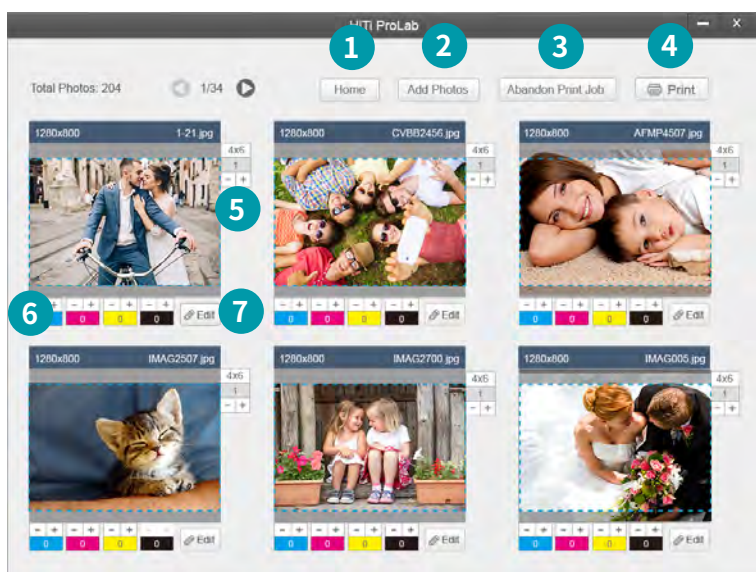 HiTi ProLab
1 2 3 4
Total Photos: 204 1/34 Home Add Photos Abandon Print Job Print
1280x800 1-21.jpg
4x6
1
- +
5
1280x800 CVBB2456.jpg
4x6
1
- +
1280x800 AFMP4507.jpg
4x6
1
- +
6
+ - + - + - +
0 0 0 Edit
7
- + - + - + - +
0 0 0 0 Edit
- + - + - + - +
0 0 0 0 Edit
1280x800 IMAG2507.jpg
4x6
1
- +
1280x800 IMAG2700.jpg
4x6
1
- +
1280x800 IMAG005.jpg
4x6
1
- +
- + - + - + - +
0 0 0 0 Edit
- + - + - + - +
0 0 0 0 Edit
- + - + - + - +
0 0 0 0 Edit